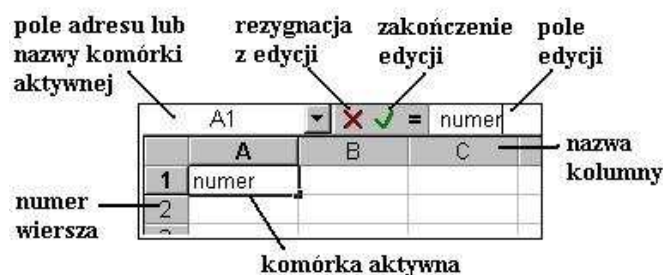 pole adresu lub
nazwy komórki
aktywnej
rezygnacja
z edycji
zakończenie
edycji
pole
edycji
A1
= numer
A B C
nazwa
kolumny
1 numer
2
numer
wiersza
komórka aktywna